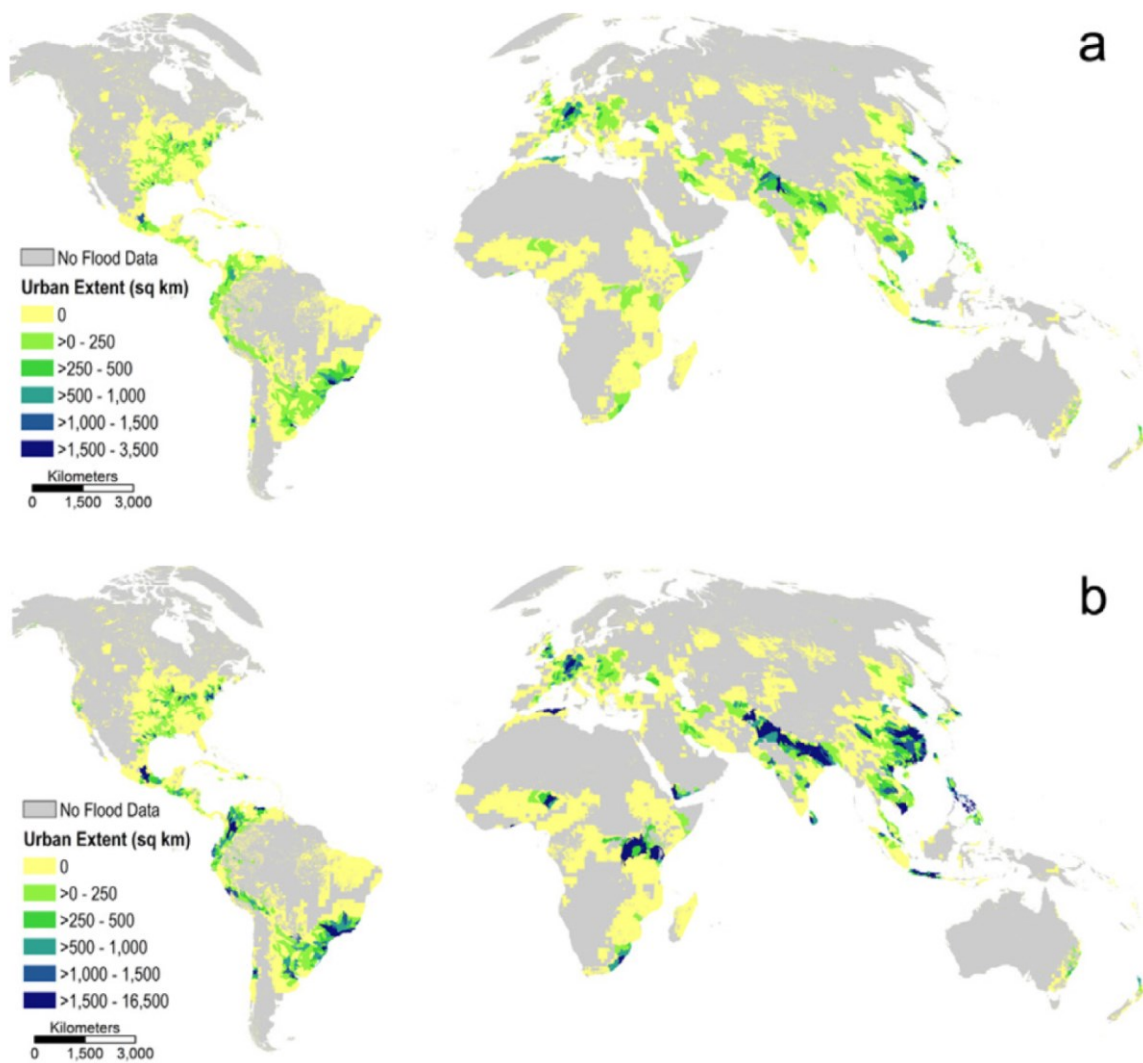 a
No Flood Data
Urban Extent (sq km)
0
>0 - 250
>250 - 500
>500 - 1,000
>1,000 - 1,500
>1,500 - 3,500
Kilometers
0 1,500 3,000
b
No Flood Data
Urban Extent (sq km)
0
>0 - 250
>250 - 500
>500 - 1,000
>1,000 - 1,500
>1,500 - 16,500
Kilometers
0 1,500 3,000